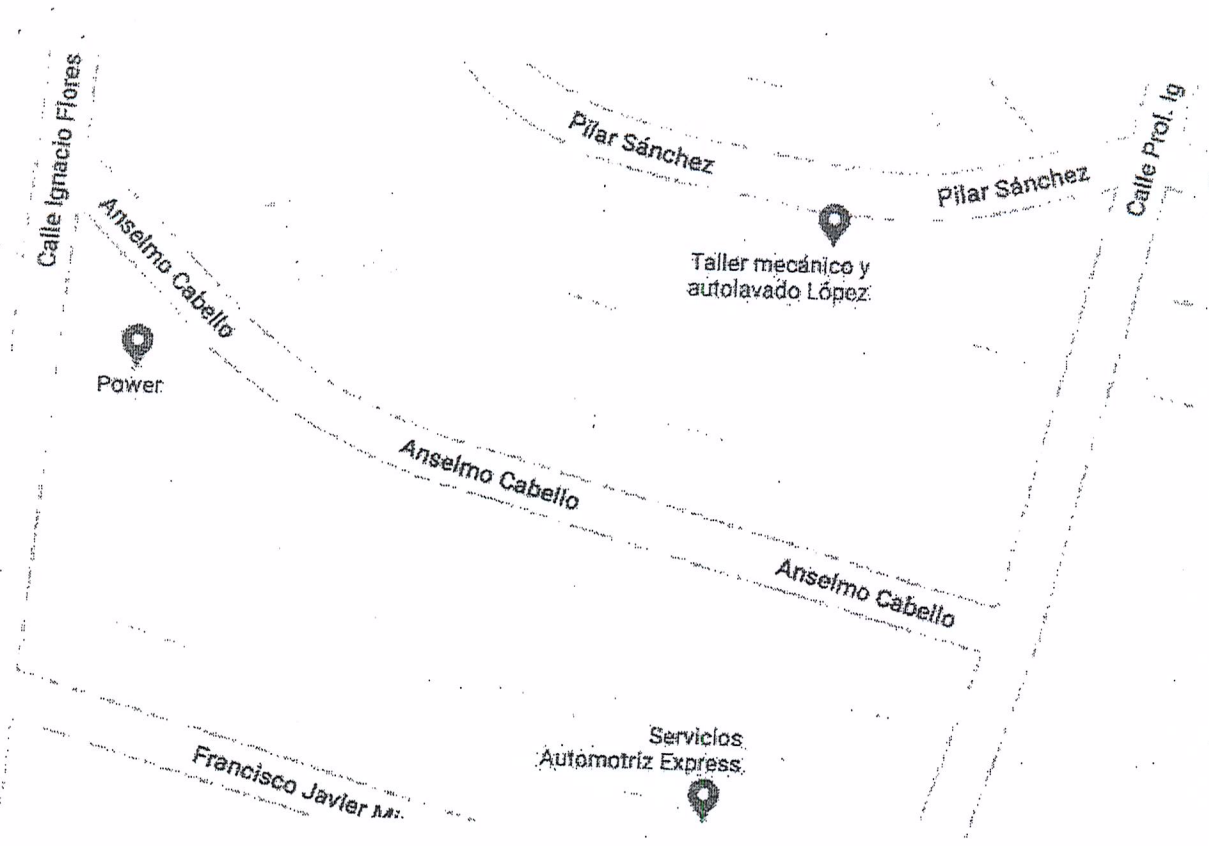 Calle Ignacio Flores
Pilar Sánchez
Pilar Sánchez
Calle Prol. Ig
Anselmo Cabello
Taller mecánico y
autolavado López
Power
Anselmo Cabello
Anselmo Cabello
Servicios
Automotriz Express
Francisco Javier